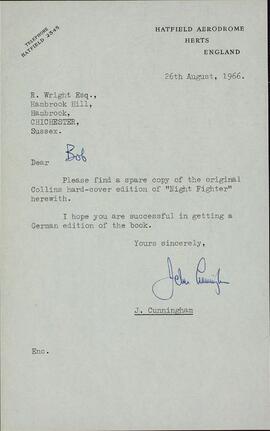 TELEPHONE
HATFIELD 2345
HATFIELD AERODROME
HERTS
ENGLAND
26th August, 1966.
R. Wright Esq.,
Hambrook Hill,
Hambrook,
CHICHESTER,
Sussex.
Dear Bob
Please find a spare copy of the original
Collins hard-cover edition of "Night Fighter"
herewith.
I hope you are successful in getting a
German edition of the book.
Yours sincerely,
John Cunningham
J. Cunningham
Enc.